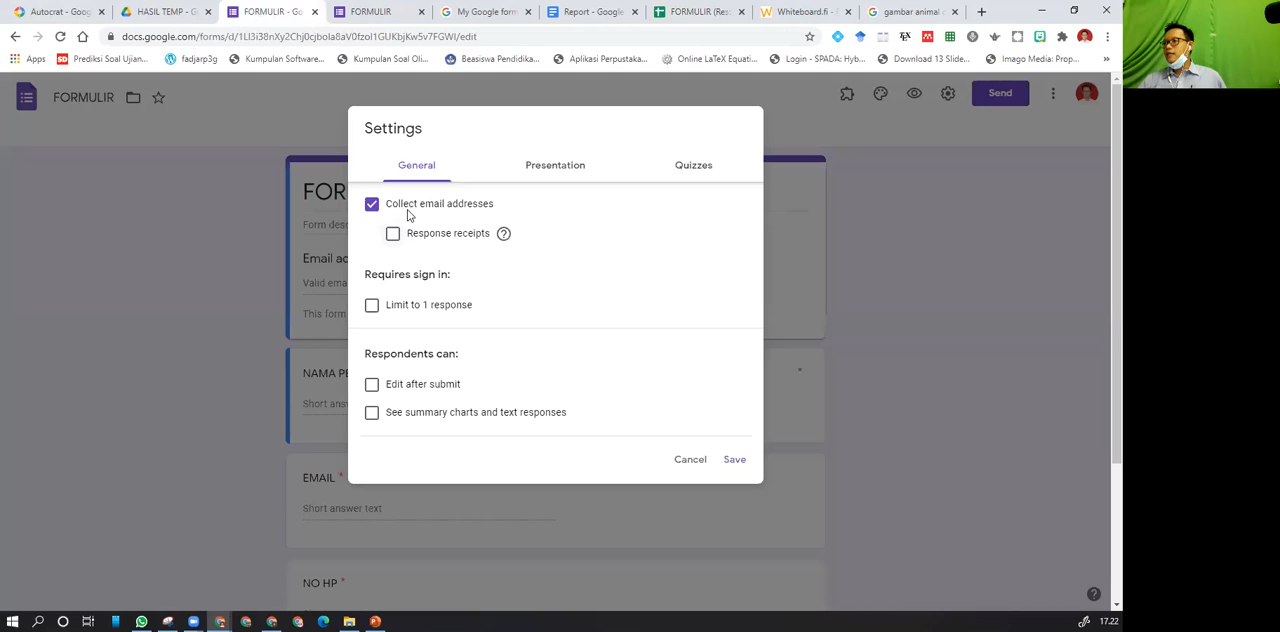 Autocrat - Goog
HASIL TEMP - G
FORMULIR - Go
FORMULIR
My Google form
Report - Google
FORMULIR (Res
Whiteboard.fi -
gambar animal c
docs.google.com/forms/d/1Ll3i38nXy2Chj0cjbola8aV0fzol1GUKbjKw5v7FGWI/edit
Apps
Prediksi Soal Ujian...
fadjarp3g
Kumpulan Software...
Kumpulan Soal Oli...
Beasiswa Pendidika...
Aplikasi Perpustaka...
Online LaTeX Equati...
Login - SPADA: Hyb...
Download 13 Slide...
Imago Media: Prop...
FORMULIR
Send
Settings
General
Presentation
Quizzes
FOR
Collect email addresses
Form desc
Response receipts
Email ad
Requires sign in:
Valid ema
Limit to 1 response
This form
Respondents can:
NAMA PE
Edit after submit
Short ans
See summary charts and text responses
Cancel
Save
EMAIL *
Short answer text
NO HP *
17.22